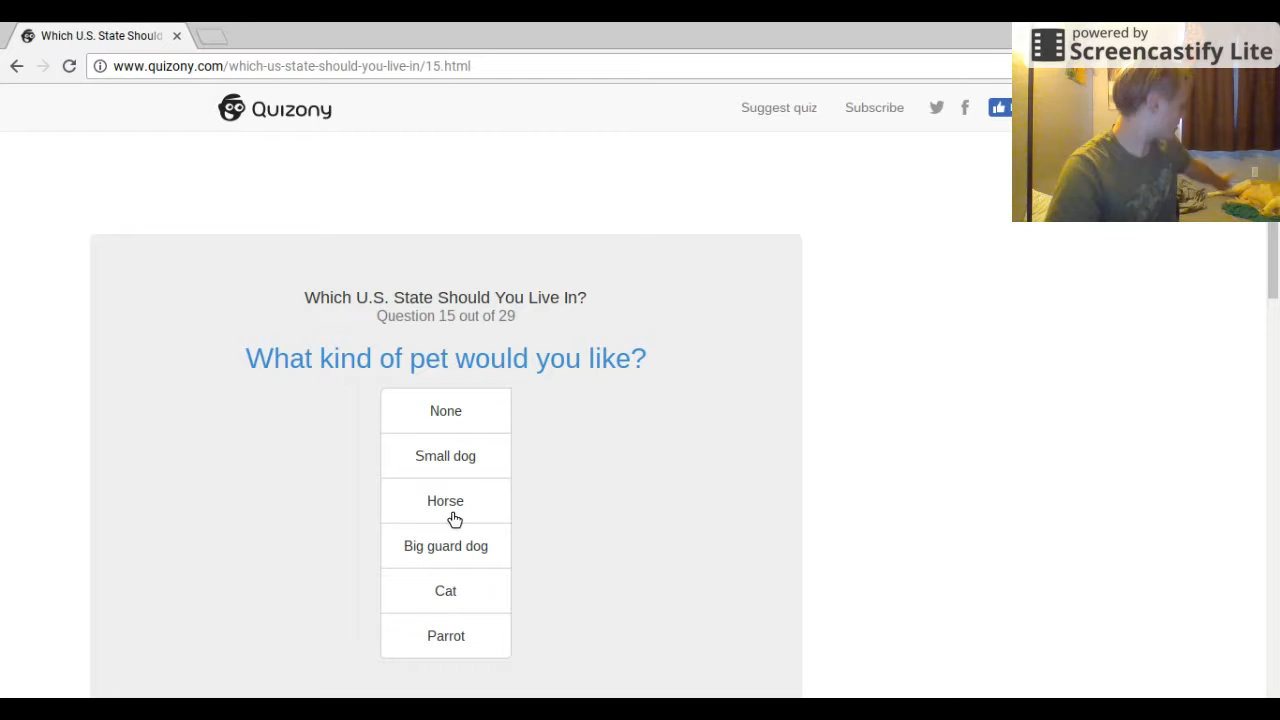 Which U.S. State Should
www.quizony.com/which-us-state-should-you-live-in/15.html
powered by
Screencastify Lite
Quizony
Suggest quiz
Subscribe
Which U.S. State Should You Live In?
Question 15 out of 29
What kind of pet would you like?
None
Small dog
Horse
Big guard dog
Cat
Parrot